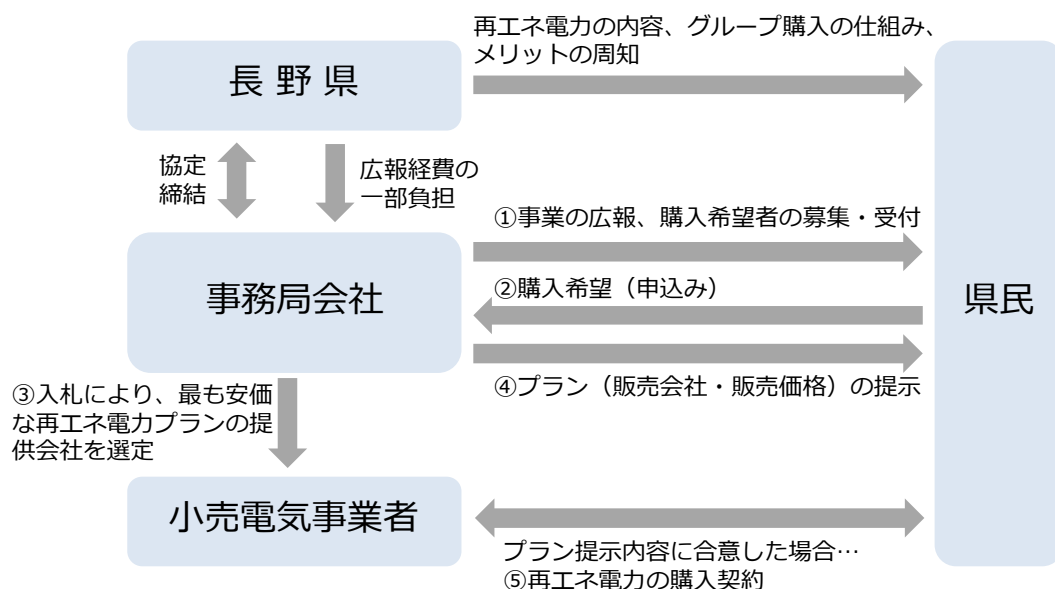 再エネ電力の内容、グループ購入の仕組み、
メリットの周知
長 野 県
協定
締結
広報経費の
一部負担
①事業の広報、購入希望者の募集・受付
事務局会社
②購入希望（申込み）
県民
④プラン（販売会社・販売価格）の提示
③入札により、最も安価
な再エネ電力プランの提
供会社を選定
小売電気事業者
プラン提示内容に合意した場合…
⑤再エネ電力の購入契約